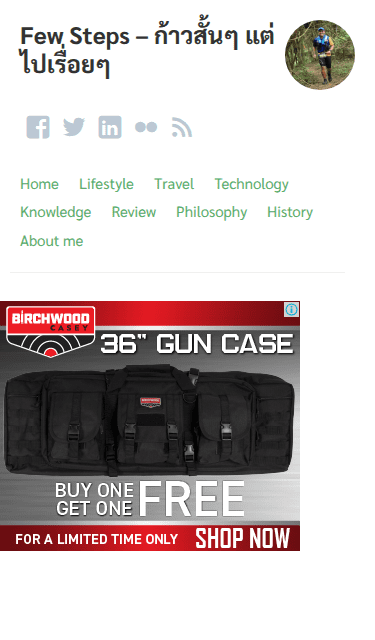 Few Steps – ก้าวสั้นๆ แต่
ไปเรื่อยๆ
Home Lifestyle Travel Technology
Knowledge Review Philosophy History
About me
BIRCHWOOD
CASEY
36" GUN CASE
BUY ONE
GET ONE FREE
FOR A LIMITED TIME ONLY SHOP NOW